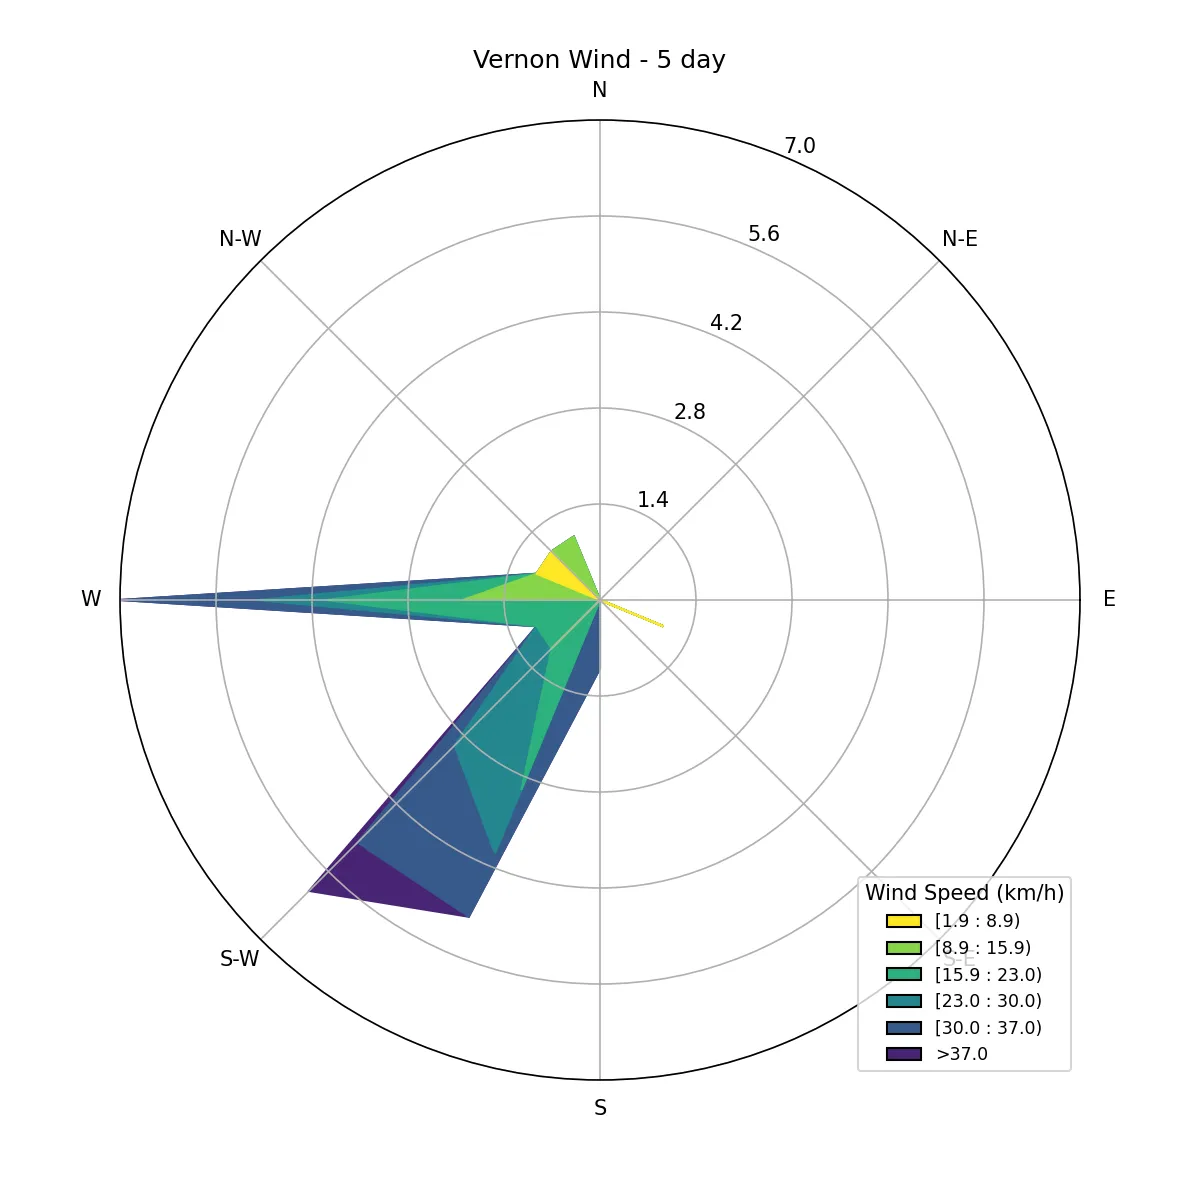 Vernon Wind - 5 day
N
7.0
5.6
N-W
N-E
4.2
2.8
1.4
W
E
Wind Speed (km/h)
[1.9 : 8.9)
[8.9 : 15.9)
S-W
S-E
[15.9 : 23.0)
[23.0 : 30.0)
[30.0 : 37.0)
>37.0
S